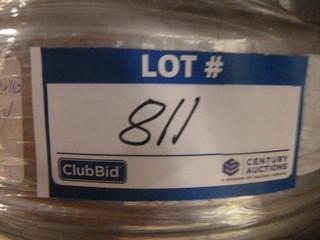 LOT #
811
ClubBid
CENTURY
AUCTIONS